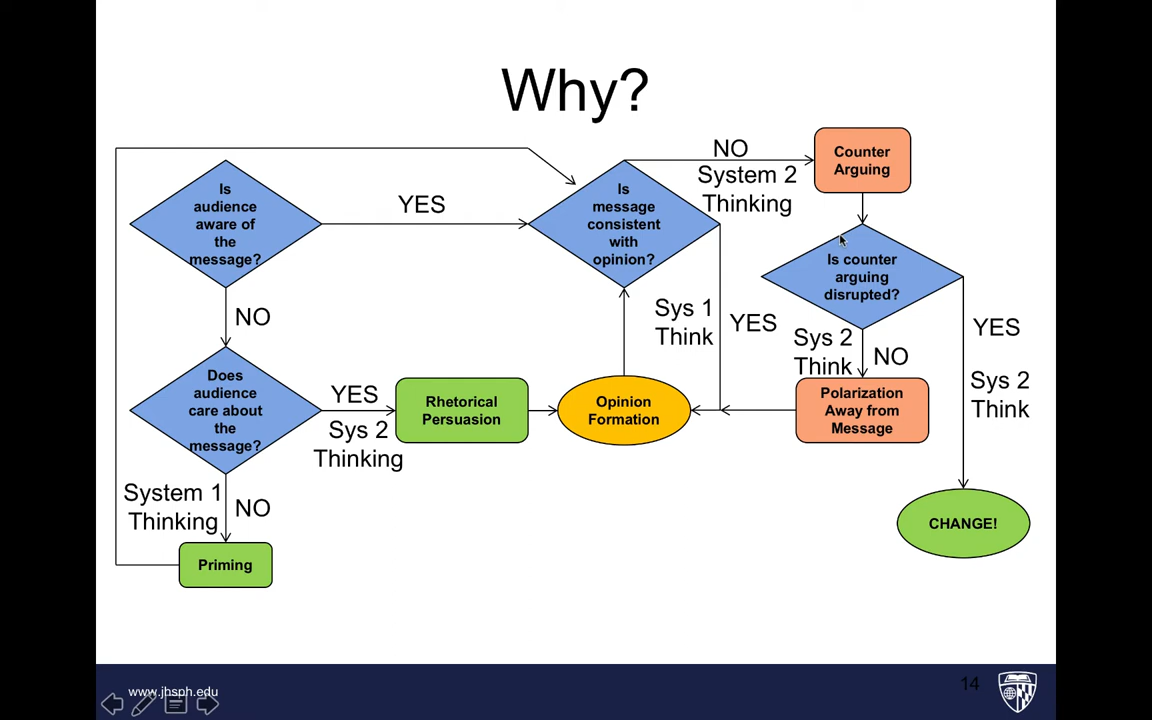 Why?
Is
audience
aware of
the
message?
YES
NO
Does
audience
care about
the
message?
YES
Sys 2
Thinking
System 1
Thinking
NO
Priming
Rhetorical
Persuasion
Opinion
Formation
Is
message
consistent
with
opinion?
NO
System 2
Thinking
Sys 1
Think
YES
Counter
Arguing
Is counter
arguing
disrupted?
Sys 2
Think
NO
Polarization
Away from
Message
YES
Sys 2
Think
CHANGE!
www.jhsph.edu
14